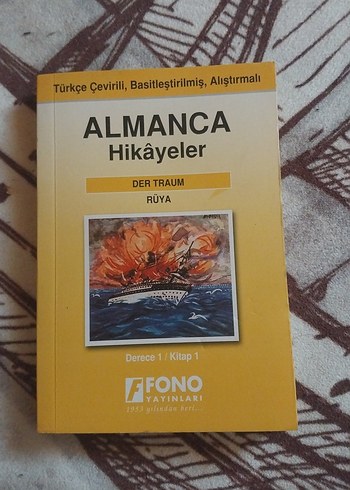 Türkçe Çevirili, Basitleştirilmiş, Alıştırmalı
ALMANCA
Hikâyeler
DER TRAUM
RÜYA
Derece 1 / Kitap 1
FONO
YAYINLARI
1953 yılından beri...